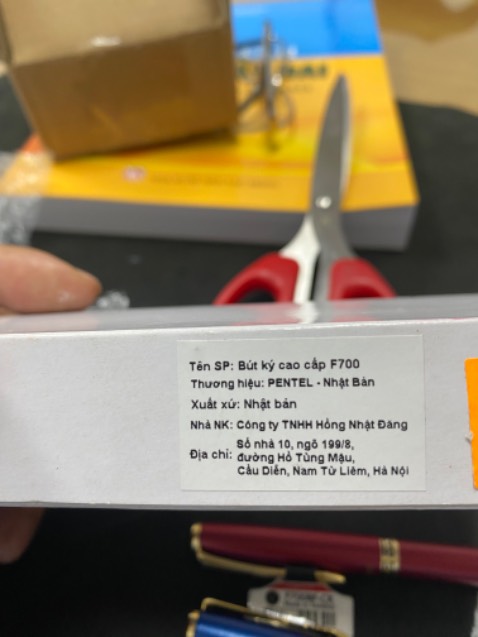 Tên SP: Bút ký cao cấp F700
Thương hiệu: PENTEL - Nhật Bản
Xuất xứ: Nhật bán
Nhà NK: Công ty TNHH Hồng Nhật Đăng
Địa chỉ: Số nhà 10, ngõ 199/8,
đường Hồ Tùng Mậu,
Cầu Diễn, Nam Từ Liêm, Hà Nội